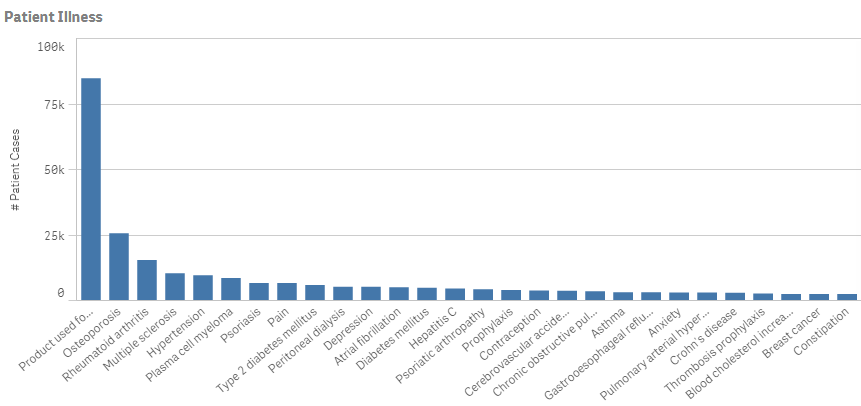 Patient Illness
100k
75k
50k
25k
0
# Patient Cases
Product used fo...
Osteoporosis
Rheumatoid arthritis
Multiple sclerosis
Hypertension
Plasma cell myeloma
Psoriasis
Pain
Type 2 diabetes mellitus
Peritoneal dialysis
Depression
Atrial fibrillation
Diabetes mellitus
Hepatitis C
Psoriatic arthropathy
Prophylaxis
Contraception
Cerebrovascular accide...
Chronic obstructive pul...
Asthma
Gastrooesophageal reflu...
Anxiety
Pulmonary arterial hyper...
Crohn's disease
Thrombosis prophylaxis
Blood cholesterol increa...
Breast cancer
Constipation